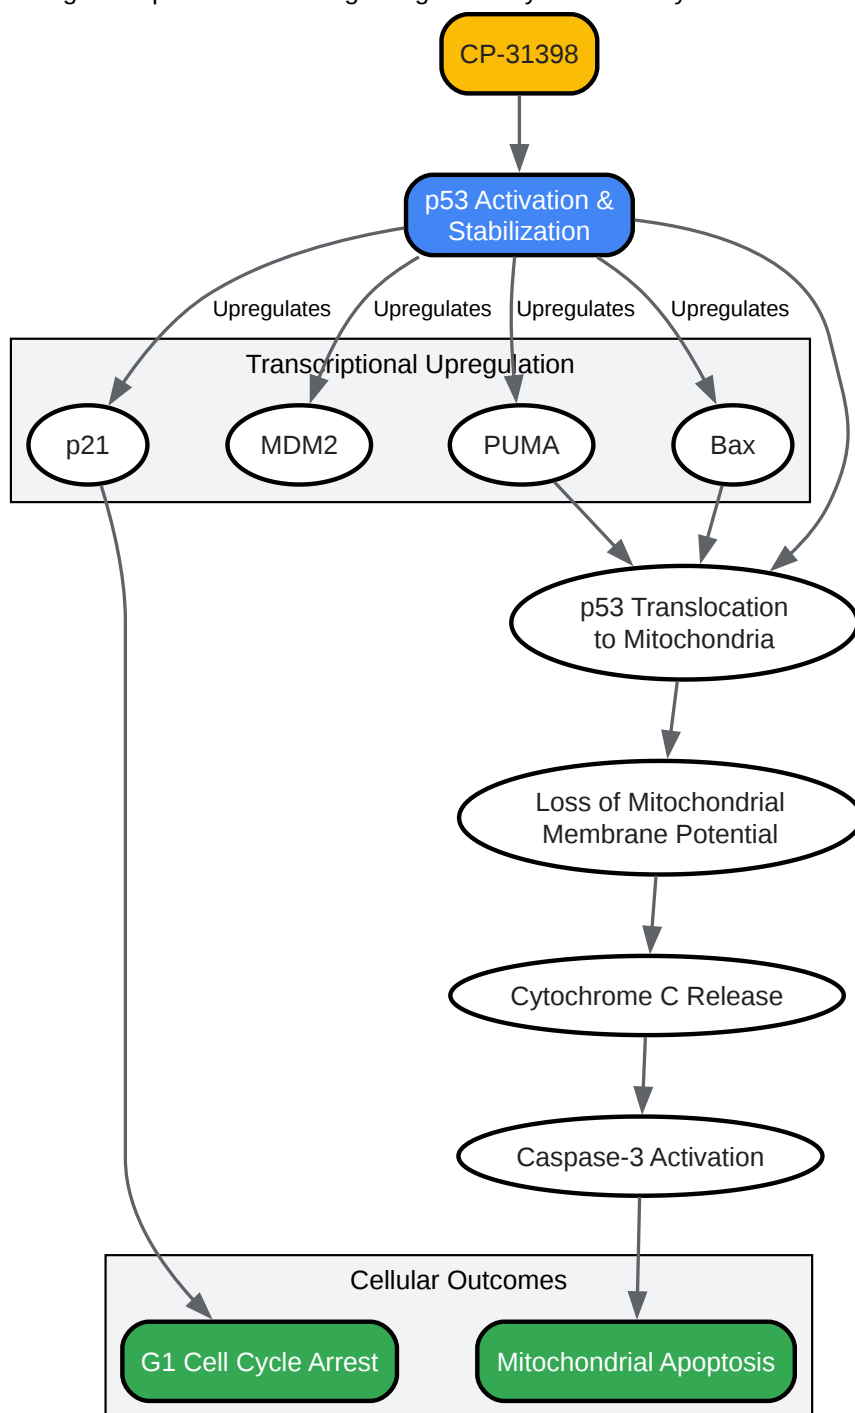 CP-31398
p53 Activation &
Stabilization
Upregulates Upregulates Upregulates Upregulates
Transcriptional Upregulation
p21 MDM2 PUMA Bax
p53 Translocation
to Mitochondria
Loss of Mitochondrial
Membrane Potential
Cytochrome C Release
Caspase-3 Activation
Cellular Outcomes
G1 Cell Cycle Arrest Mitochondrial Apoptosis